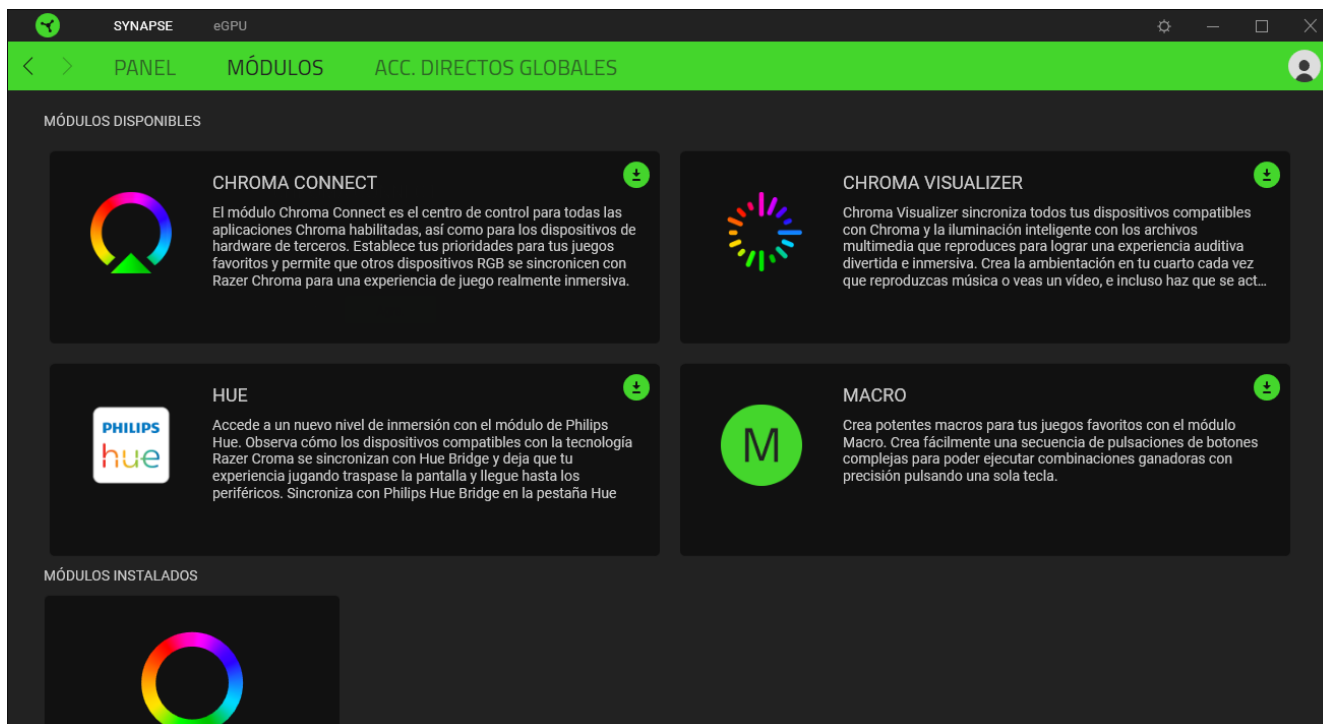 SYNAPSE eGPU
PANEL MÓDULOS ACC. DIRECTOS GLOBALES
MÓDULOS DISPONIBLES
CHROMA CONNECT
El módulo Chroma Connect es el centro de control para todas las
aplicaciones Chroma habilitadas, así como para los dispositivos de
hardware de terceros. Establece tus prioridades para tus juegos
favoritos y permite que otros dispositivos RGB se sincronicen con
Razer Chroma para una experiencia de juego realmente inmersiva.
CHROMA VISUALIZER
Chroma Visualizer sincroniza todos tus dispositivos compatibles
con Chroma y la iluminación inteligente con los archivos
multimedia que reproduces para lograr una experiencia auditiva
divertida e inmersiva. Crea la ambientación en tu cuarto cada vez
que reproduzcas música o veas un vídeo, e incluso haz que se act...
PHILIPS
hue
HUE
Accede a un nuevo nivel de inmersión con el módulo de Philips
Hue. Observa cómo los dispositivos compatibles con la tecnología
Razer Croma se sincronizan con Hue Bridge y deja que tu
experiencia jugando traspase la pantalla y llegue hasta los
periféricos. Sincroniza con Philips Hue Bridge en la pestaña Hue
M
MACRO
Crea potentes macros para tus juegos favoritos con el módulo
Macro. Crea fácilmente una secuencia de pulsaciones de botones
complejas para poder ejecutar combinaciones ganadoras con
precisión pulsando una sola tecla.
MÓDULOS INSTALADOS